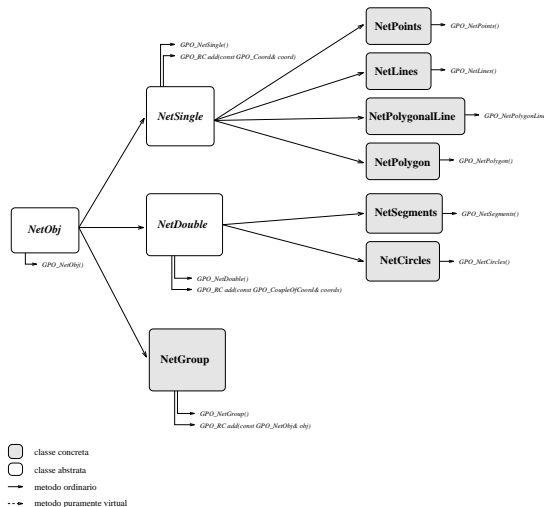 NetPoints
GPO_NetPoints()
GPO_NetSingle()
GPO_RC add(const GPO_Coord& coord)
NetLines
GPO_NetLines()
NetSingle
NetPolygonalLine
GPO_NetPolygonLine
NetPolygon
GPO_NetPolygon()
NetObj
GPO_NetObj()
NetDouble
NetSegments
GPO_NetSegments()
NetCircles
GPO_NetCircles()
GPO_NetDouble()
GPO_RC add(const GPO_CoupleOfCoord& coords)
NetGroup
GPO_NetGroup()
GPO_RC add(const GPO_NetObj& obj)
classe concreta
classe abstrata
metodo ordinario
metodo puramente virtual